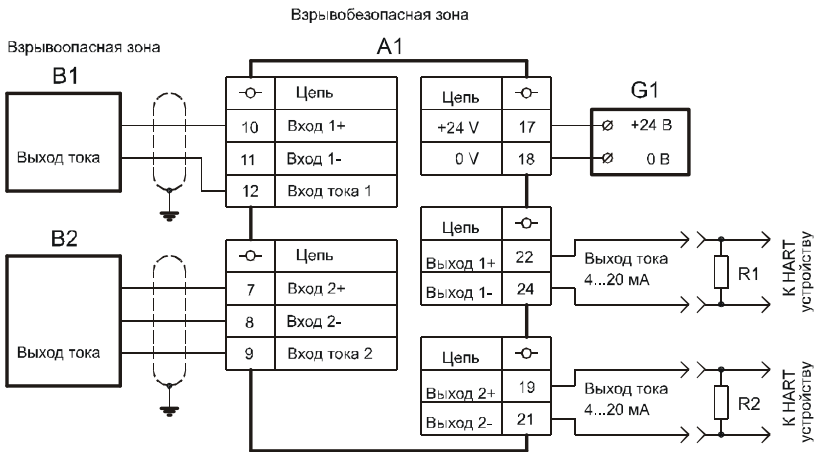 Взрывобезопасная зона
Взрывоопасная зона
A1
B1
Выход тока
Цепь
10 Вход 1+
11 Вход 1-
12 Вход тока 1
B2
Выход тока
Цепь
7 Вход 2+
8 Вход 2-
9 Вход тока 2
Цепь
+24 V 17
0 V 18
G1
+24 В
0 В
Цепь
Выход 1+ 22
Выход 1- 24
Выход тока
4...20 мА
R1
К HART
устройству
Цепь
Выход 2+ 19
Выход 2- 21
Выход тока
4...20 мА
R2
К HART
устройству